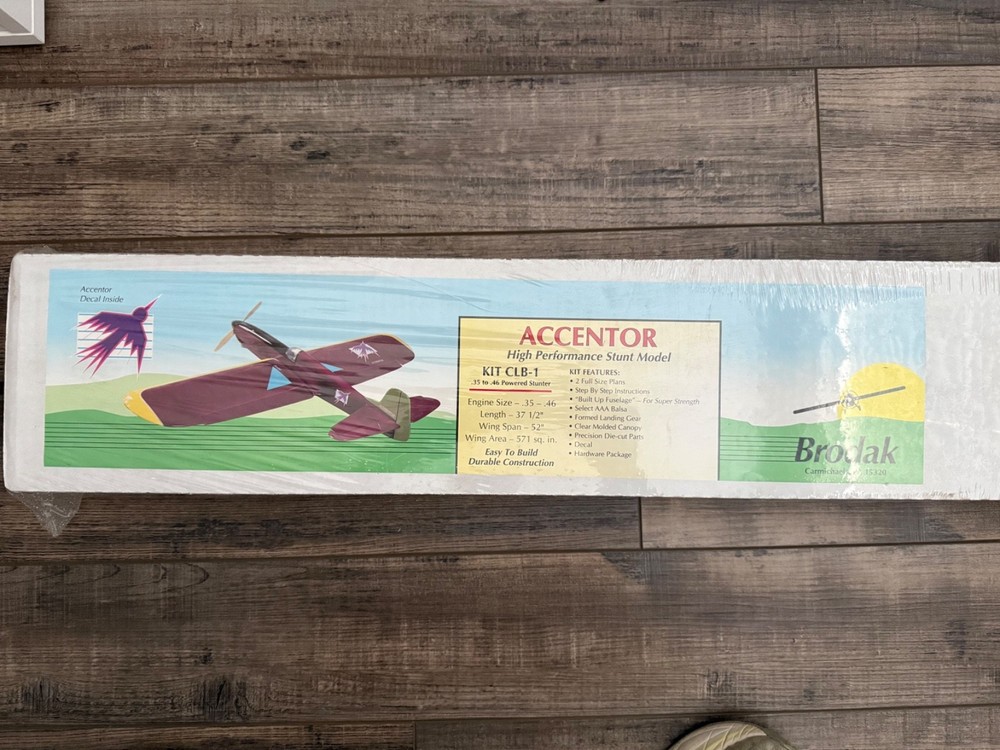 Accentor
Decal Inside
ACCENTOR
High Performance Stunt Model
KIT CLB-1
.35 to .46 Powered Stunter
Engine Size – .35 – .46
Length – 37 1/2"
Wing Span – 52"
Wing Area – 571 sq. in.
Easy To Build
Durable Construction
KIT FEATURES:
• 2 Full Size Plans
• Step By Step Instructions
• "Built Up Fuselage" – For Super Strength
• Select AAA Balsa
• Formed Landing Gear
• Clear Molded Canopy
• Precision Die-cut Parts
• Decal
• Hardware Package
Brodak
Carmichaels 15320